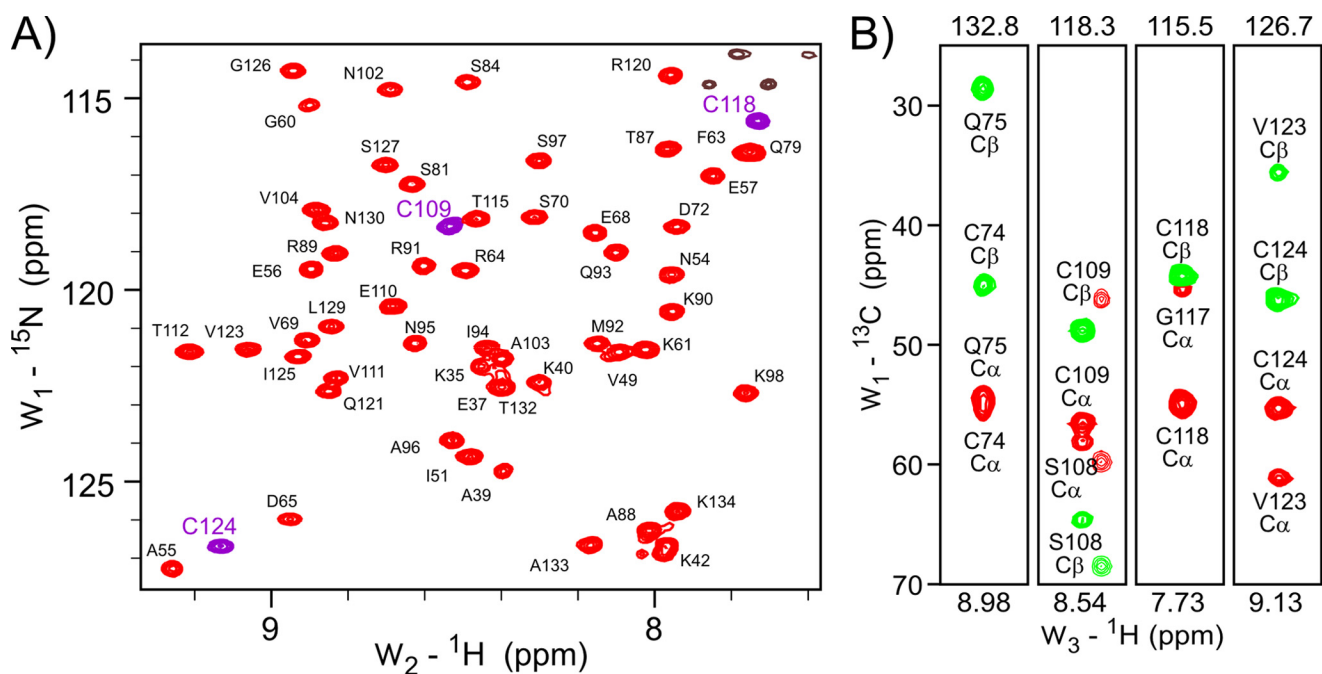 A)
G126
N102
S84
R120
115
G60
C118
S127
S81
S97
T87
F63
Q79
V104
C109
T115
S70
E57
N130
E68
D72
R89
R91
R64
Q93
N54
E56
120
E110
K90
L129
T112
V123
V69
N95
I94
A103
M92
K61
I125
V111
K35
K40
V49
Q121
E37
T132
K98
A96
I51
A39
125
D65
K134
C124
A88
A55
A133
K42
9
8
W1 - 15N (ppm)
W2 - 1H (ppm)
B)
132.8
118.3
115.5
126.7
30
40
50
60
70
W1 - 13C (ppm)
Q75
Cβ
C74
Cβ
Q75
Cα
C74
Cα
C109
Cβ
C109
Cα
S108
Cα
S108
Cβ
C118
Cβ
G117
Cα
C118
Cα
V123
Cβ
C124
Cβ
C124
Cα
V123
Cα
8.98
8.54
7.73
9.13
W3 - 1H (ppm)